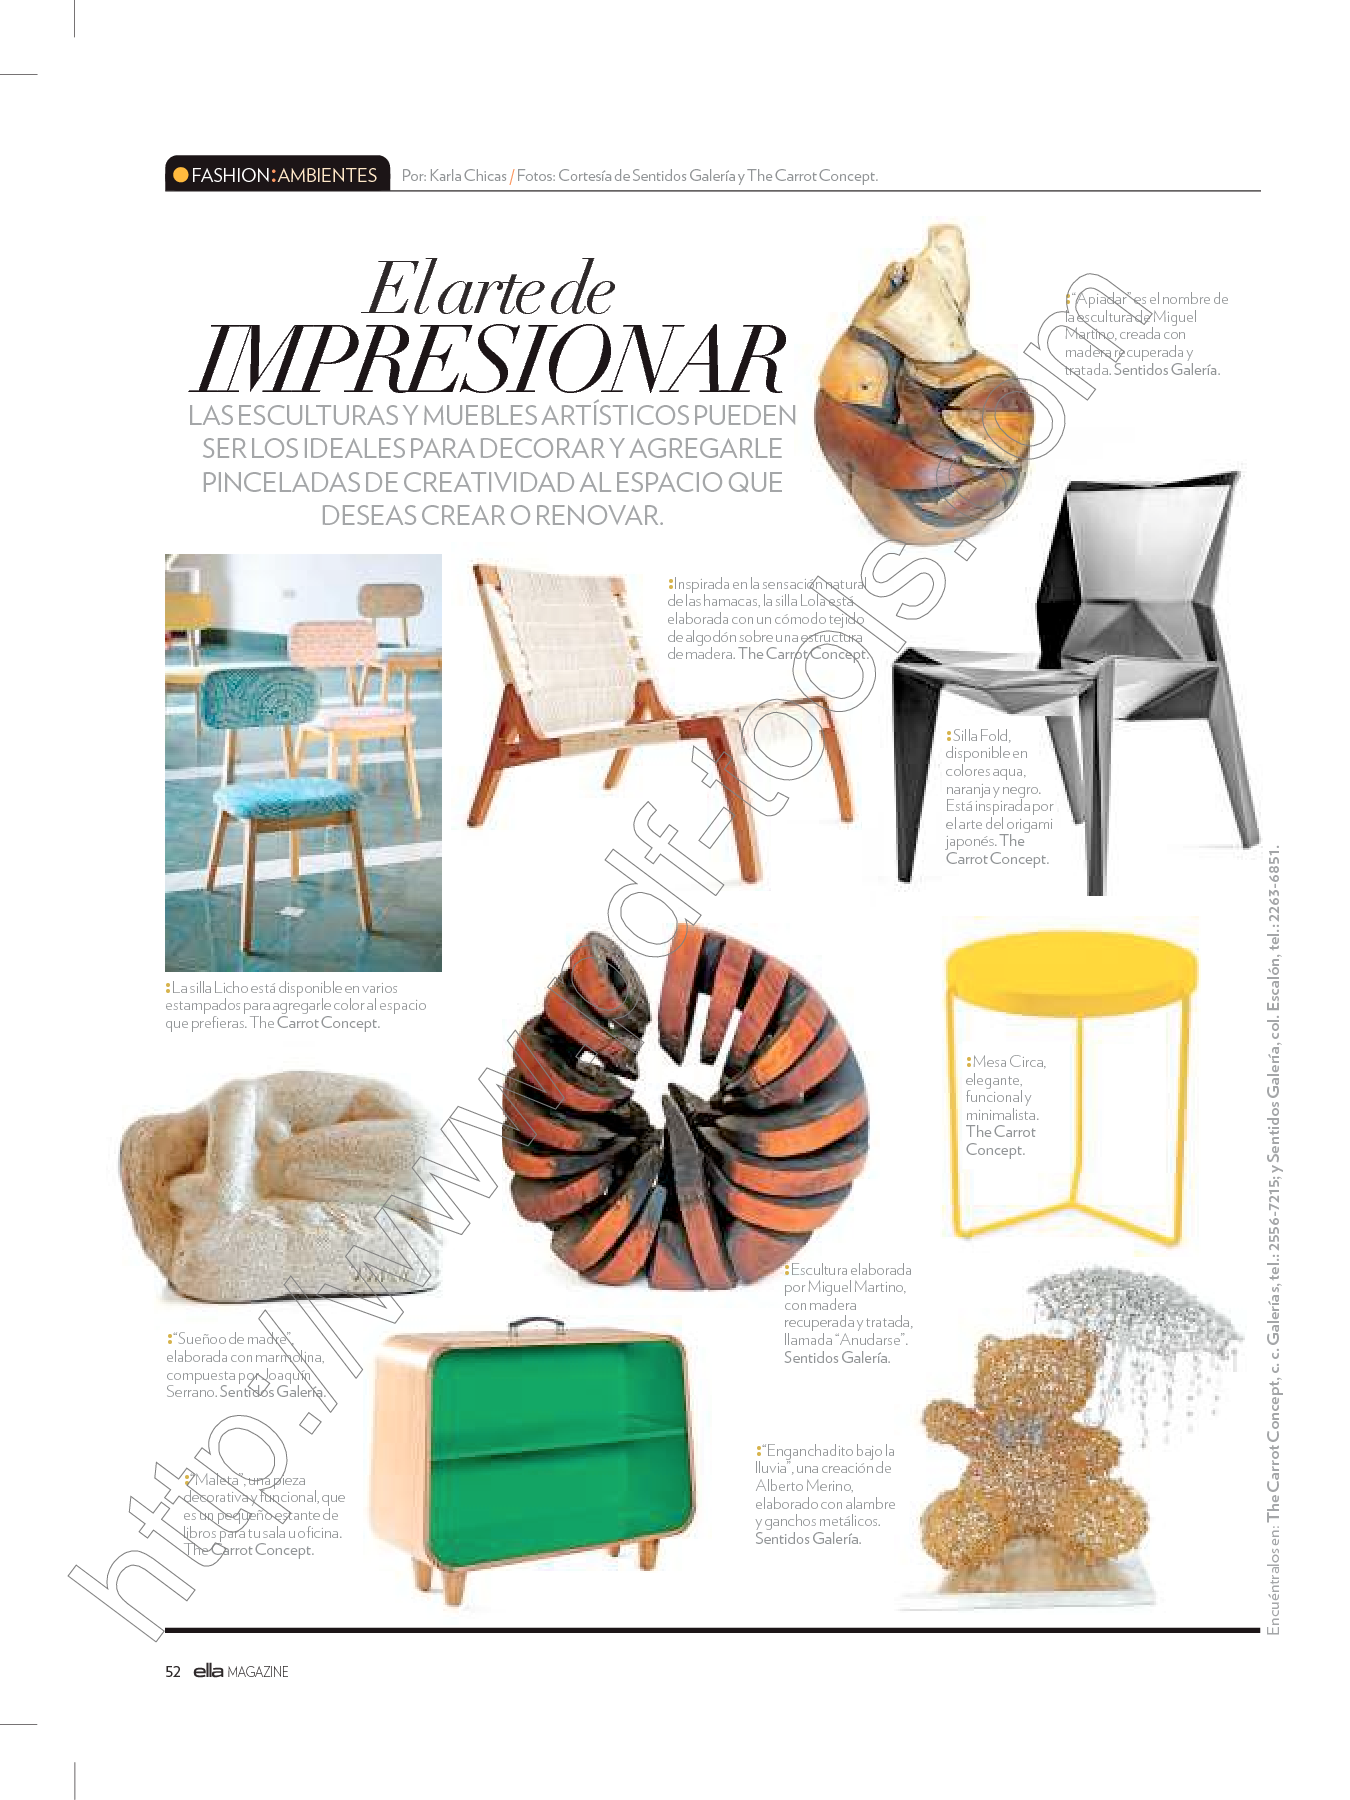 FASHION:AMBIENTES
Por: Karla Chicas / Fotos: Cortesía de Sentidos Galería y The Carrot Concept.
El arte de
IMPRESIONAR
LAS ESCULTURAS Y MUEBLES ARTÍSTICOS PUEDEN
SER LOS IDEALES PARA DECORAR Y AGREGARLE
PINCELADAS DE CREATIVIDAD AL ESPACIO QUE
DESEAS CREAR O RENOVAR.
:“Apiadar” es el nombre de
la escultura de Miguel
Martino, creada con
madera recuperada y
tratada. Sentidos Galería.
:Inspirada en la sensación natural
de las hamacas, la silla Lola está
elaborada con un cómodo tejido
de algodón sobre una estructura
de madera. The Carrot Concept.
:Silla Fold,
disponible en
colores aqua,
naranja y negro.
Está inspirada por
el arte del origami
japonés. The
Carrot Concept.
:La silla Licho está disponible en varios
estampados para agregarle color al espacio
que prefieras. The Carrot Concept.
:Mesa Circa,
elegante,
funcional y
minimalista.
The Carrot
Concept.
:Escultura elaborada
por Miguel Martino,
con madera
recuperada y tratada,
llamada “Anudarse”.
Sentidos Galería.
:“Sueñoo de madre”,
elaborada con marmolina,
compuesta por Joaquín
Serrano. Sentidos Galería.
:“Maleta”, una pieza
decorativa y funcional, que
es un pequeño estante de
libros para tu sala u oficina.
The Carrot Concept.
:“Enganchadito bajo la
lluvia”, una creación de
Alberto Merino,
elaborado con alambre
y ganchos metálicos.
Sentidos Galería.
Encuéntralos en: The Carrot Concept, c. c. Galerías, tel.: 2556-7215; y Sentidos Galería, col. Escalón, tel.: 2263-6851.
52 ella MAGAZINE
http://www.pdf-tools.com